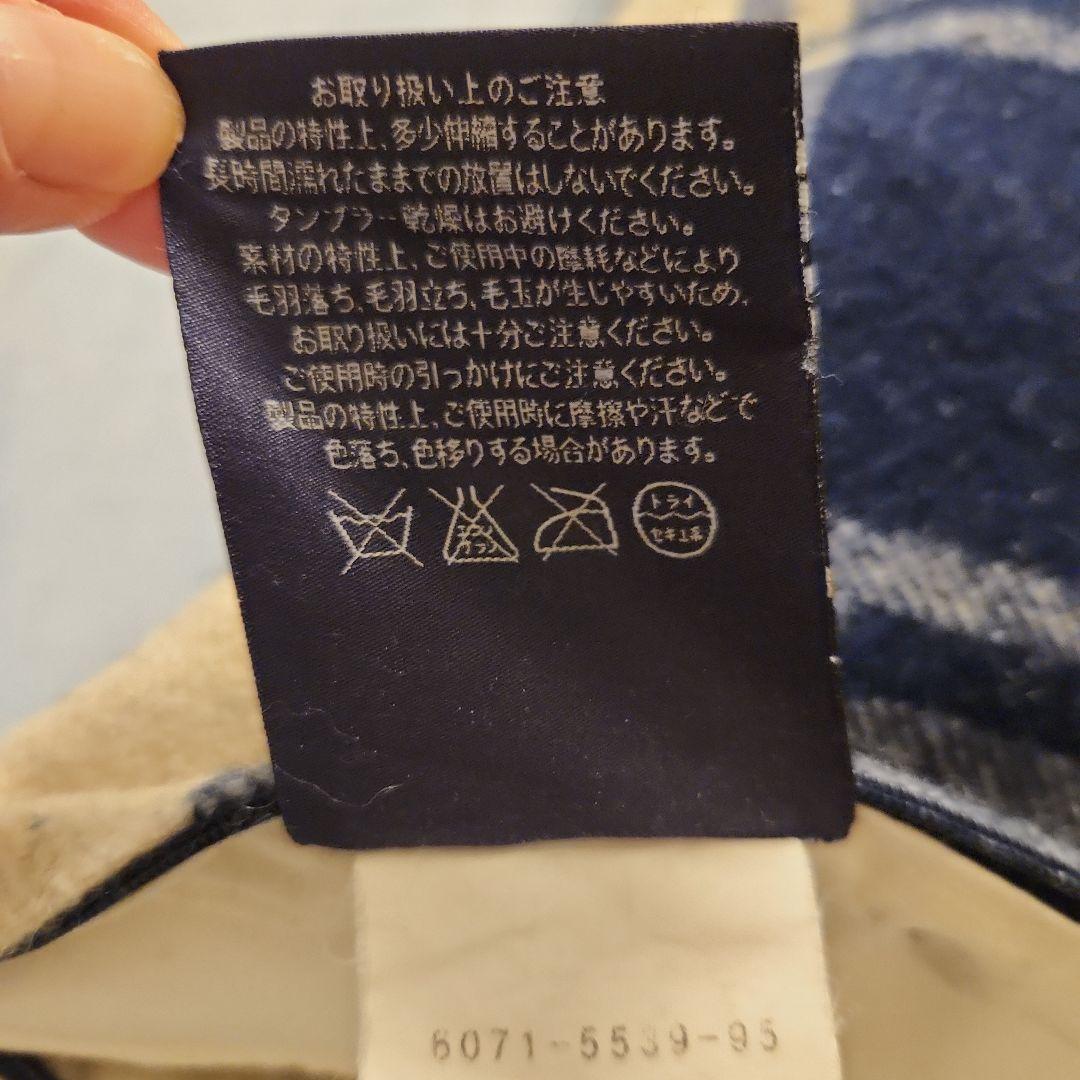 お取り扱い上のご注意
製品の特性上、多少伸縮することがあります。
長時間濡れたままでの放置はしないでください。
タンブラー乾燥はお避けください。
素材の特性上、ご使用中の摩耗などにより
毛羽落ち、毛羽立ち、毛玉が生じやすいため、
お取り扱いには十分ご注意ください。
ご使用時の引っかけにご注意ください。
製品の特性上、ご使用時に摩擦や汗などで
色落ち、色移りする場合があります。
エンソ
サラシ
ドライ
セキユ系
6071-5539-95